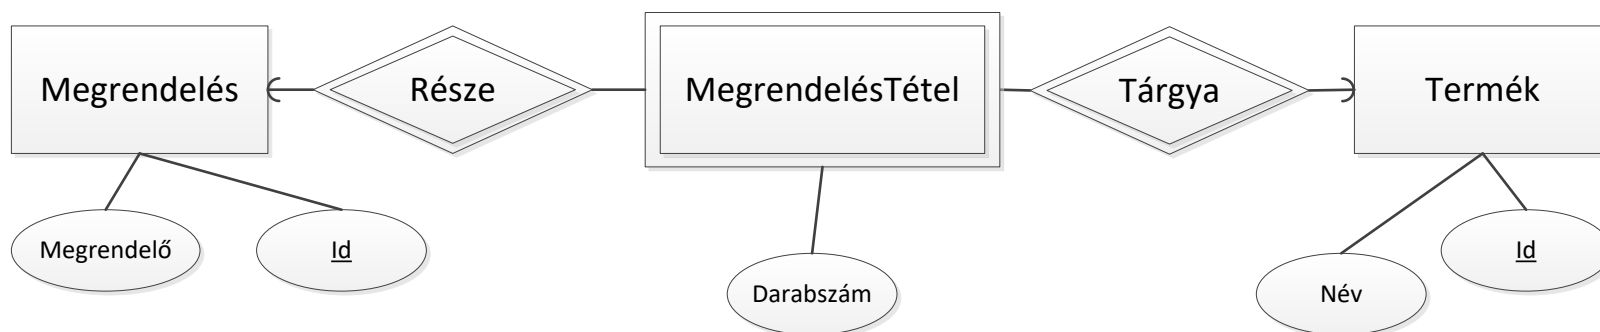 Megrendelés
Része
MegrendelésTétel
Tárgya
Termék
Megrendelő
Id
Darabszám
Név
Id